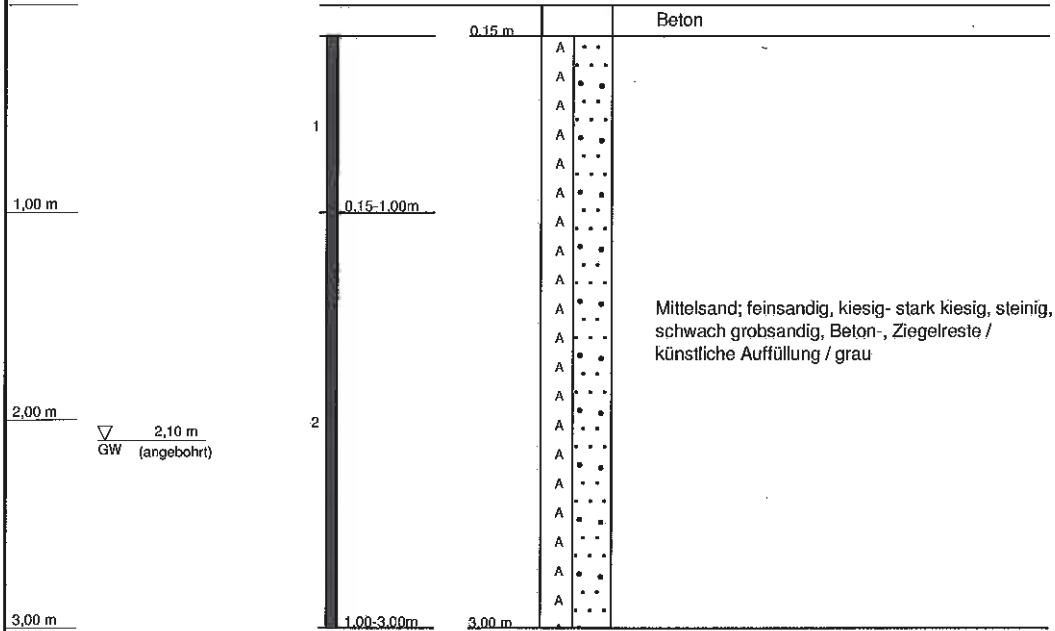 Beton
0.15 m
A
A
A
A
1
A
A
1,00 m
0,15-1,00m
A
A
A
A
Mittelsand; feinsandig, kiesig- stark kiesig, steinig,
schwach grobsandig, Beton-, Ziegelreste /
künstliche Auffüllung / grau
A
A
A
2,00 m
2
A
2,10 m
GW (angebohrt)
A
A
A
A
A
A
3,00 m
1,00-3,00m
3,00 m